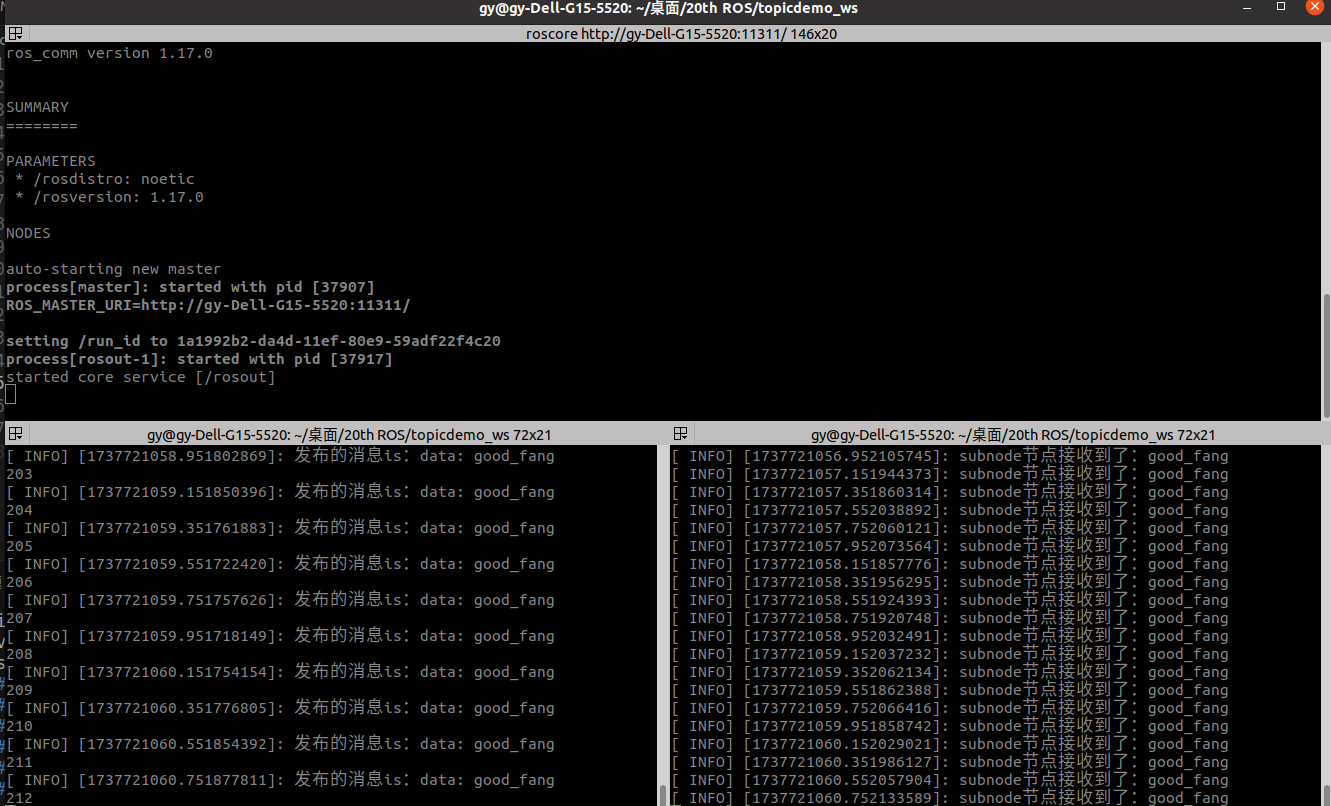 gy@gy-Dell-G15-5520: ~/桌面/20th ROS/topicdemo_ws
roscore http://gy-Dell-G15-5520:11311/ 146x20
ros_comm version 1.17.0
SUMMARY
========
PARAMETERS
* /rosdistro: noetic
* /rosversion: 1.17.0
NODES
auto-starting new master
process[master]: started with pid [37907]
ROS_MASTER_URI=http://gy-Dell-G15-5520:11311/
setting /run_id to 1a1992b2-da4d-11ef-80e9-59adf22f4c20
process[rosout-1]: started with pid [37917]
started core service [/rosout]
gy@gy-Dell-G15-5520: ~/桌面/20th ROS/topicdemo_ws 72x21
[ INFO] [1737721058.951802869]: 发布的消息is：data: good_fang
203
[ INFO] [1737721059.151850396]: 发布的消息is：data: good_fang
204
[ INFO] [1737721059.351761883]: 发布的消息is：data: good_fang
205
[ INFO] [1737721059.551722420]: 发布的消息is：data: good_fang
206
[ INFO] [1737721059.751757626]: 发布的消息is：data: good_fang
207
[ INFO] [1737721059.951718149]: 发布的消息is：data: good_fang
208
[ INFO] [1737721060.151754154]: 发布的消息is：data: good_fang
209
[ INFO] [1737721060.351776805]: 发布的消息is：data: good_fang
210
[ INFO] [1737721060.551854392]: 发布的消息is：data: good_fang
211
[ INFO] [1737721060.751877811]: 发布的消息is：data: good_fang
212
gy@gy-Dell-G15-5520: ~/桌面/20th ROS/topicdemo_ws 72x21
[ INFO] [1737721056.952105745]: subnode节点接收到了：good_fang
[ INFO] [1737721057.151944373]: subnode节点接收到了：good_fang
[ INFO] [1737721057.351860314]: subnode节点接收到了：good_fang
[ INFO] [1737721057.552038892]: subnode节点接收到了：good_fang
[ INFO] [1737721057.752060121]: subnode节点接收到了：good_fang
[ INFO] [1737721057.952073564]: subnode节点接收到了：good_fang
[ INFO] [1737721058.151857776]: subnode节点接收到了：good_fang
[ INFO] [1737721058.351956295]: subnode节点接收到了：good_fang
[ INFO] [1737721058.551924393]: subnode节点接收到了：good_fang
[ INFO] [1737721058.751920748]: subnode节点接收到了：good_fang
[ INFO] [1737721058.952032491]: subnode节点接收到了：good_fang
[ INFO] [1737721059.152037232]: subnode节点接收到了：good_fang
[ INFO] [1737721059.352062134]: subnode节点接收到了：good_fang
[ INFO] [1737721059.551862388]: subnode节点接收到了：good_fang
[ INFO] [1737721059.752066416]: subnode节点接收到了：good_fang
[ INFO] [1737721059.951858742]: subnode节点接收到了：good_fang
[ INFO] [1737721060.152029021]: subnode节点接收到了：good_fang
[ INFO] [1737721060.351986127]: subnode节点接收到了：good_fang
[ INFO] [1737721060.552057904]: subnode节点接收到了：good_fang
[ INFO] [1737721060.752133589]: subnode节点接收到了：good_fang